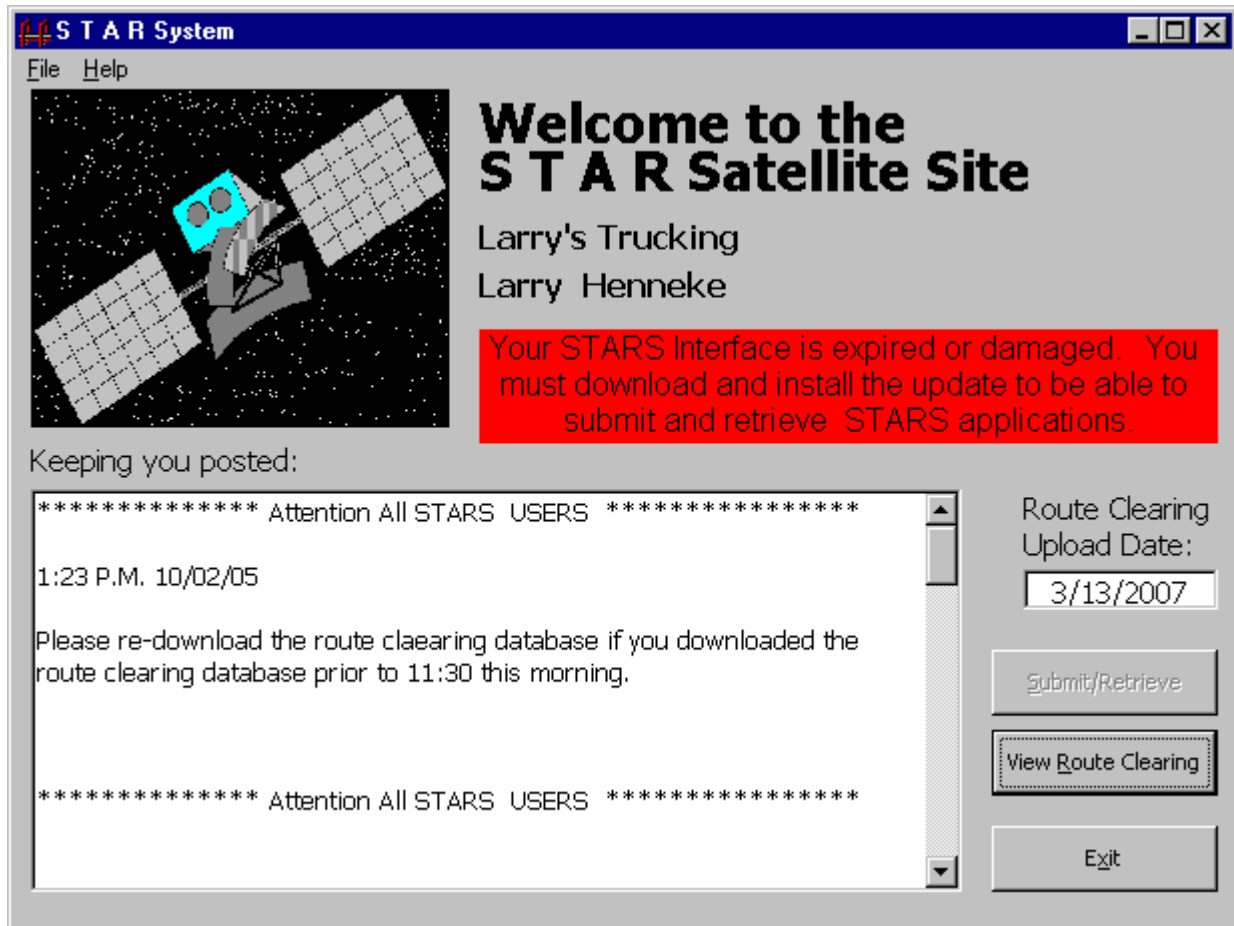 S T A R System
File Help
Welcome to the
S T A R Satellite Site
Larry's Trucking
Larry Henneke
Your STARS Interface is expired or damaged. You
must download and install the update to be able to
submit and retrieve STARS applications.
Keeping you posted:
************** Attention All STARS USERS ****************
1:23 P.M. 10/02/05
Please re-download the route claearing database if you downloaded the
route clearing database prior to 11:30 this morning.
************** Attention All STARS USERS ****************
Route Clearing
Upload Date:
3/13/2007
Submit/Retrieve
View Route Clearing
Exit